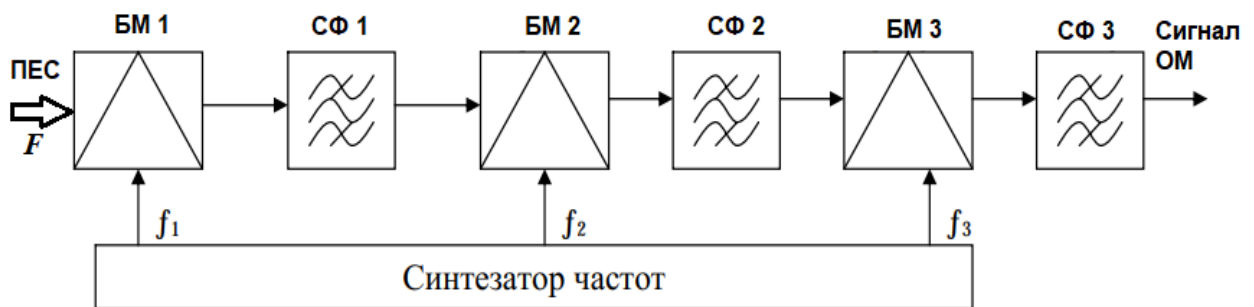 БМ 1
СФ 1
БМ 2
СФ 2
БМ 3
СФ 3
Сигнал
ОМ
ПЕС
F
f1
f2
f3
Синтезатор частот